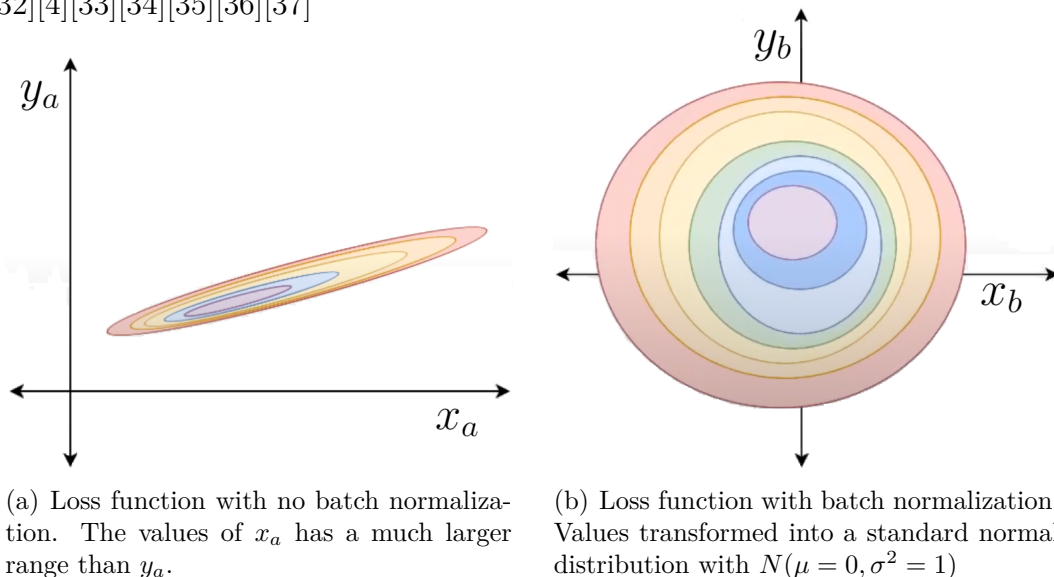 32][4][33][34][35][36][37]
y_a
y_b
x_b
x_a
(a) Loss function with no batch normaliza-
tion. The values of x_a has a much larger
range than y_a.
(b) Loss function with batch normalization
Values transformed into a standard normal
distribution with N(μ = 0, σ² = 1)